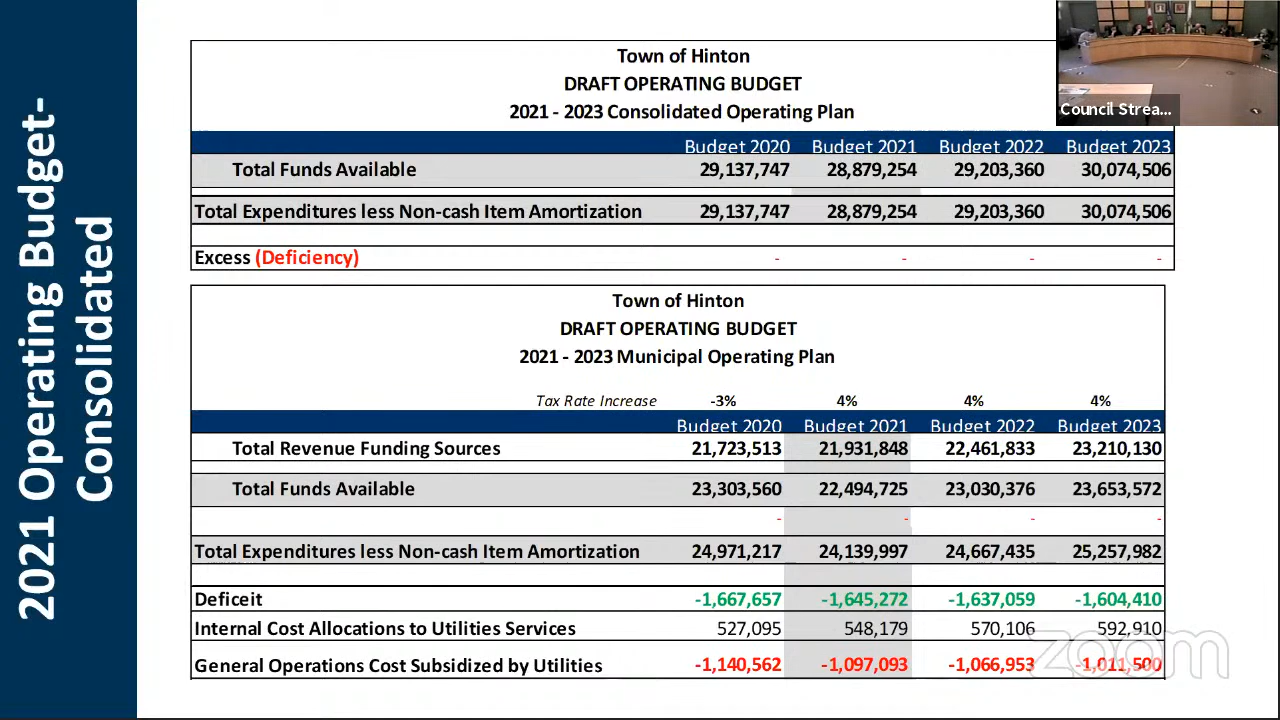 2021 Operating Budget-
Consolidated
Town of Hinton
DRAFT OPERATING BUDGET
2021 - 2023 Consolidated Operating Plan
Council Strea...
Budget 2020 Budget 2021 Budget 2022 Budget 2023
Total Funds Available 29,137,747 28,879,254 29,203,360 30,074,506
Total Expenditures less Non-cash Item Amortization 29,137,747 28,879,254 29,203,360 30,074,506
Excess (Deficiency) - - - -
Town of Hinton
DRAFT OPERATING BUDGET
2021 - 2023 Municipal Operating Plan
Tax Rate Increase -3% 4% 4% 4%
Budget 2020 Budget 2021 Budget 2022 Budget 2023
Total Revenue Funding Sources 21,723,513 21,931,848 22,461,833 23,210,130
Total Funds Available 23,303,560 22,494,725 23,030,376 23,653,572
- - - -
Total Expenditures less Non-cash Item Amortization 24,971,217 24,139,997 24,667,435 25,257,982
Deficeit -1,667,657 -1,645,272 -1,637,059 -1,604,410
Internal Cost Allocations to Utilities Services 527,095 548,179 570,106 592,910
General Operations Cost Subsidized by Utilities -1,140,562 -1,097,093 -1,066,953 -1,011,500
zoom